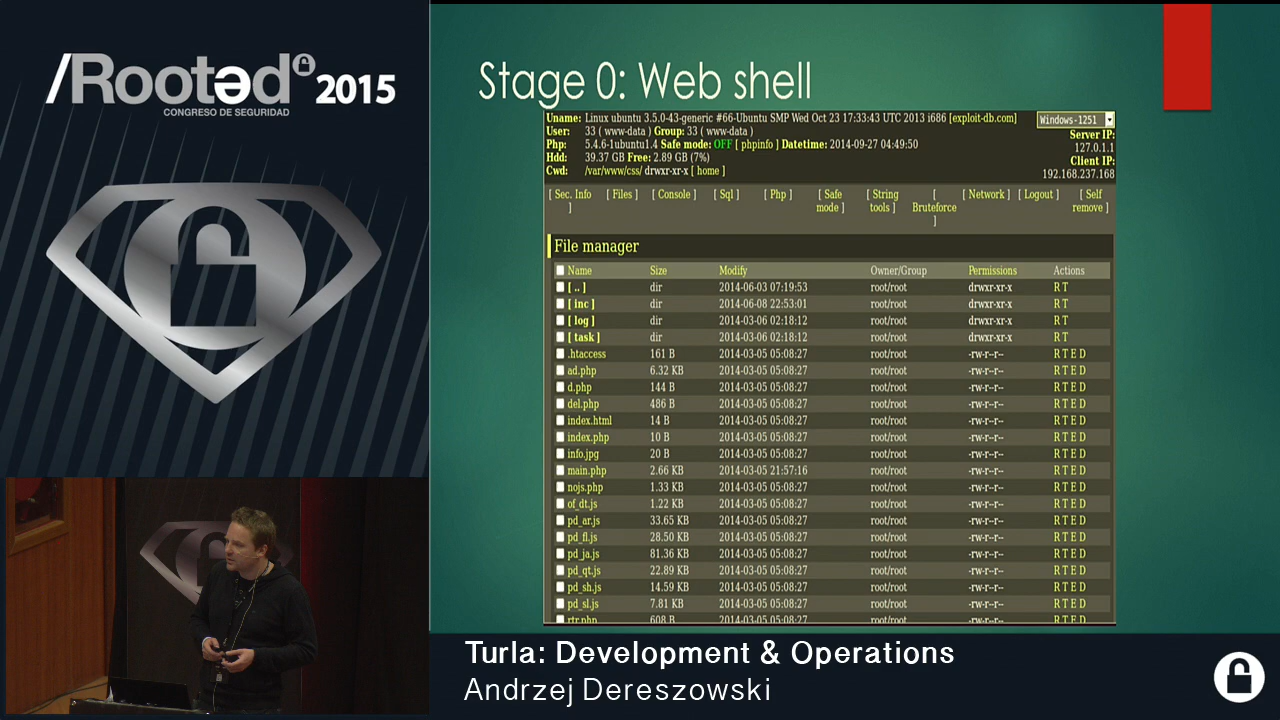 /Rootəd 2015
CONGRESO DE SEGURIDAD
Stage 0: Web shell
Uname: Linux ubuntu 3.5.0-43-generic #66-Ubuntu SMP Wed Oct 23 17:33:43 UTC 2013 i686 [exploit-db.com] Windows-1251
User: 33 ( www-data ) Group: 33 ( www-data ) Server IP:
Php: 5.4.6-1ubuntu1.4 Safe mode: OFF [ phpinfo ] Datetime: 2014-09-27 04:49:50 127.0.1.1
Hdd: 39.37 GB Free: 2.89 GB (7%) Client IP:
Cwd: /var/www/css/ drwxr-xr-x [ home ] 192.168.237.168
[ Sec. Info ] [ Files ] [ Console ] [ Sql ] [ Php ] [ Safe mode ] [ String tools ] [ Bruteforce ] [ Network ] [ Logout ] [ Self remove ]
File manager
Name Size Modify Owner/Group Permissions Actions
[ .. ] dir 2014-06-03 07:19:53 root/root drwxr-xr-x R T
[ inc ] dir 2014-06-08 22:53:01 root/root drwxr-xr-x R T
[ log ] dir 2014-03-06 02:18:12 root/root drwxr-xr-x R T
[ task ] dir 2014-03-06 02:18:12 root/root drwxr-xr-x R T
.htaccess 161 B 2014-03-05 05:08:27 root/root -rw-r--r-- R T E D
ad.php 6.32 KB 2014-03-05 05:08:27 root/root -rw-r--r-- R T E D
d.php 144 B 2014-03-05 05:08:27 root/root -rw-r--r-- R T E D
del.php 486 B 2014-03-05 05:08:27 root/root -rw-r--r-- R T E D
index.html 14 B 2014-03-05 05:08:27 root/root -rw-r--r-- R T E D
index.php 10 B 2014-03-05 05:08:27 root/root -rw-r--r-- R T E D
info.jpg 20 B 2014-03-05 05:08:27 root/root -rw-r--r-- R T E D
main.php 2.66 KB 2014-03-05 21:57:16 root/root -rw-r--r-- R T E D
nojs.php 1.33 KB 2014-03-05 05:08:27 root/root -rw-r--r-- R T E D
of_dt.js 1.22 KB 2014-03-05 05:08:27 root/root -rw-r--r-- R T E D
pd_ar.js 33.65 KB 2014-03-05 05:08:27 root/root -rw-r--r-- R T E D
pd_fl.js 28.50 KB 2014-03-05 05:08:27 root/root -rw-r--r-- R T E D
pd_ja.js 81.36 KB 2014-03-05 05:08:27 root/root -rw-r--r-- R T E D
pd_qt.js 22.89 KB 2014-03-05 05:08:27 root/root -rw-r--r-- R T E D
pd_sh.js 14.59 KB 2014-03-05 05:08:27 root/root -rw-r--r-- R T E D
pd_sl.js 7.81 KB 2014-03-05 05:08:27 root/root -rw-r--r-- R T E D
rtr.php 608 B 2014-03-05 05:08:27 root/root -rw-r--r-- R T E D
Turla: Development & Operations
Andrzej Dereszowski